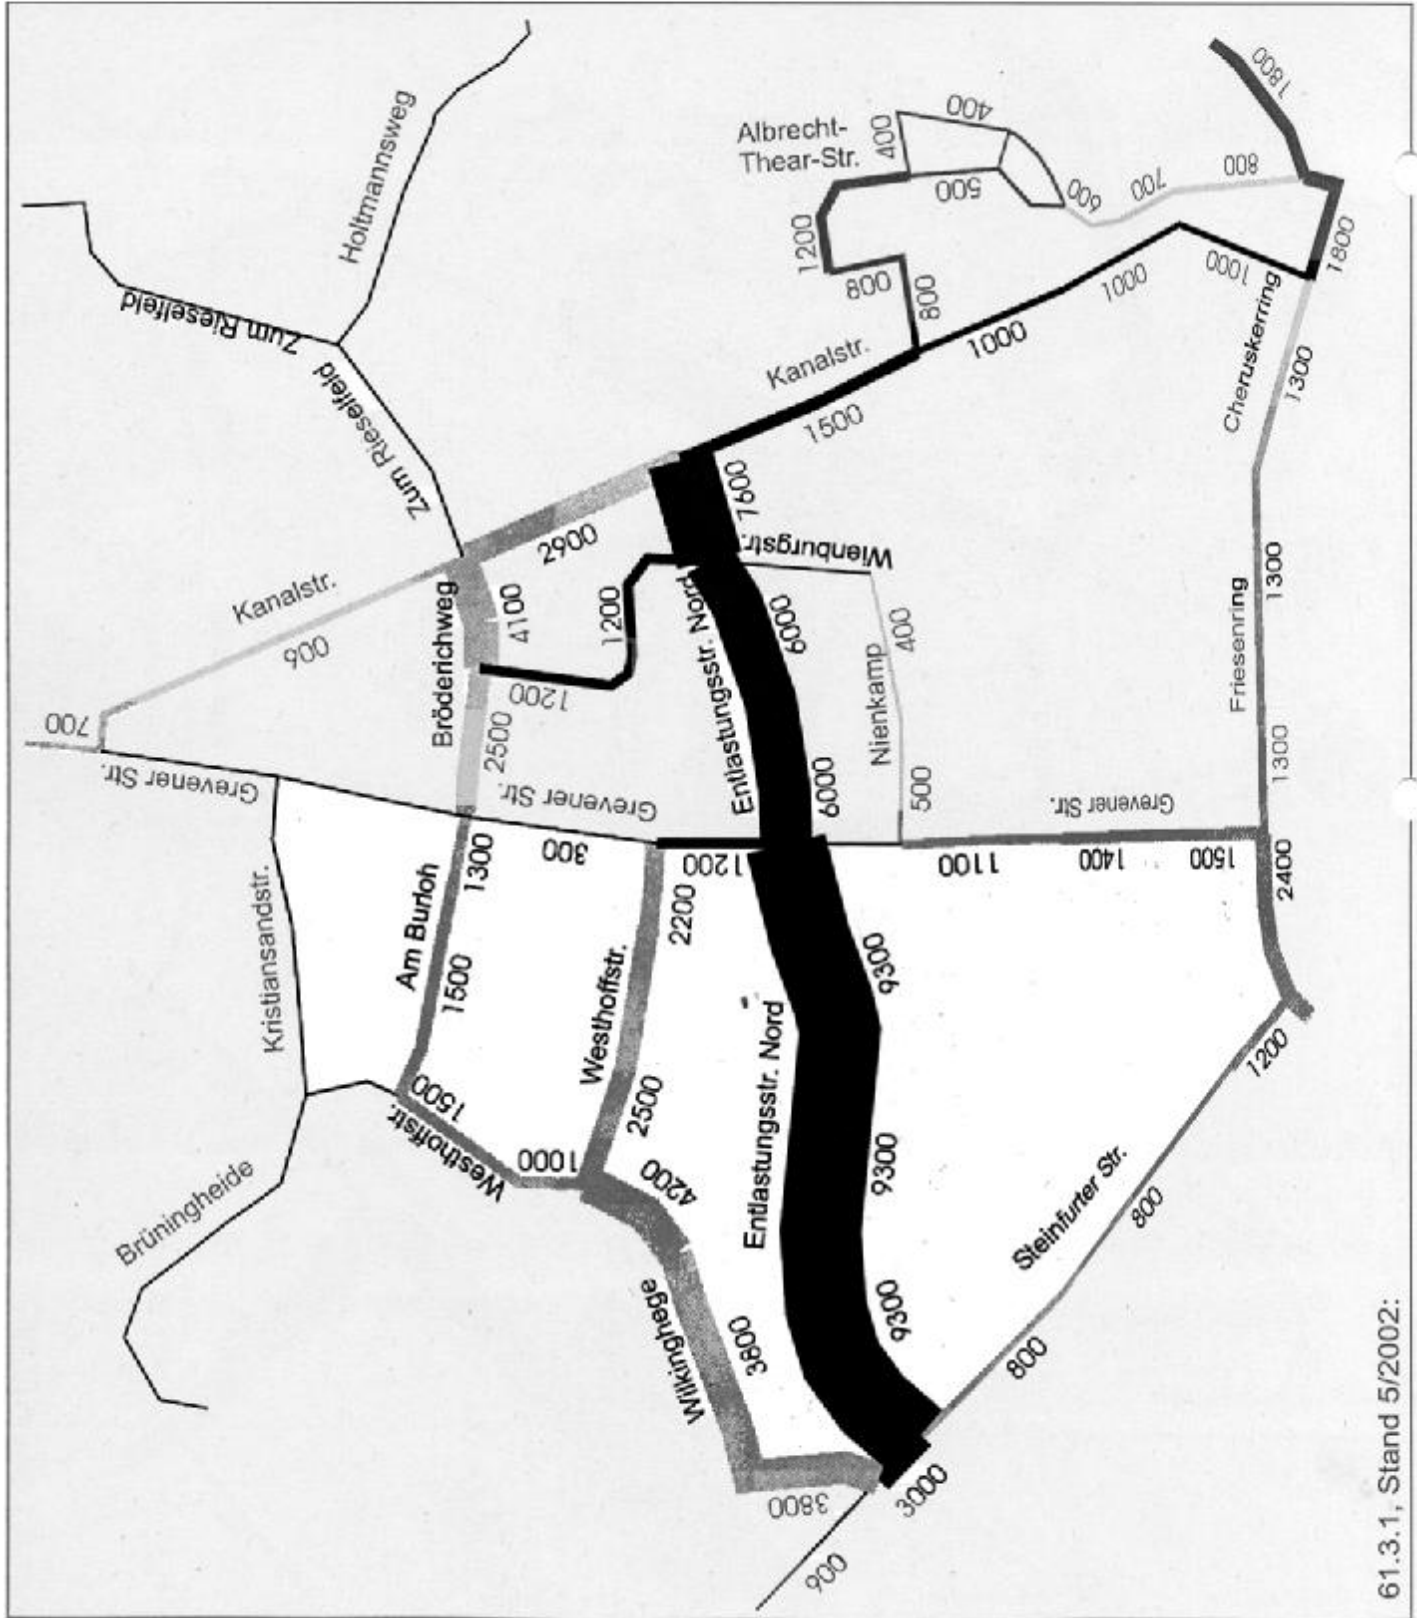 Holtmannsweg
Zum Rieselfeld
Zum Rieselfeld
Albrecht-
Thear-Str.
400
400
500
1200
800
800
600
700
800
1800
1800
1000
1000
1000
Cheruskerring
1300
Kanalstr.
1500
7600
Wienburgstr.
2900
Kanalstr.
900
700
Grevener Str.
Bröderichweg
4100
1200
1200
2500
Grevener Str.
300
Entlastungsstr. Nord
6000
6000
Nienkamp
400
500
Friesenring
1300
1300
Grevener Str.
1100
1400
1500
2400
Kristiansandstr.
Am Burloh
1300
1500
1500
Westhoffstr.
1000
Westhoffstr.
2200
2500
1200
4200
Entlastungsstr. Nord
9300
9300
9300
Brüningheide
Wilkinghege
3800
3800
900
3000
Steinfurter Str.
800
800
1200
61.3.1, Stand 5/2002: